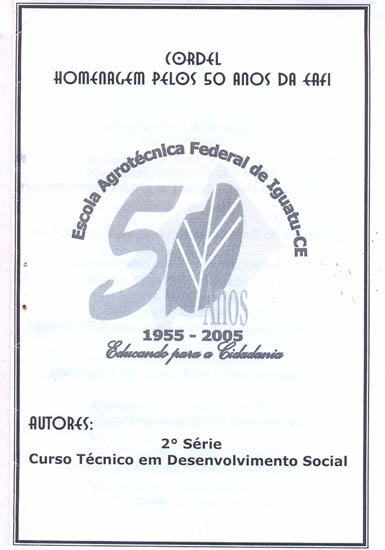 CORDEL
HOMENAGEM PELOS 50 ANOS DA EAFI
Escola Agrotécnica Federal de Iguatu-CE
50
Anos
1955 - 2005
Educando para a Cidadania
AUTORES:
2° Série
Curso Técnico em Desenvolvimento Social